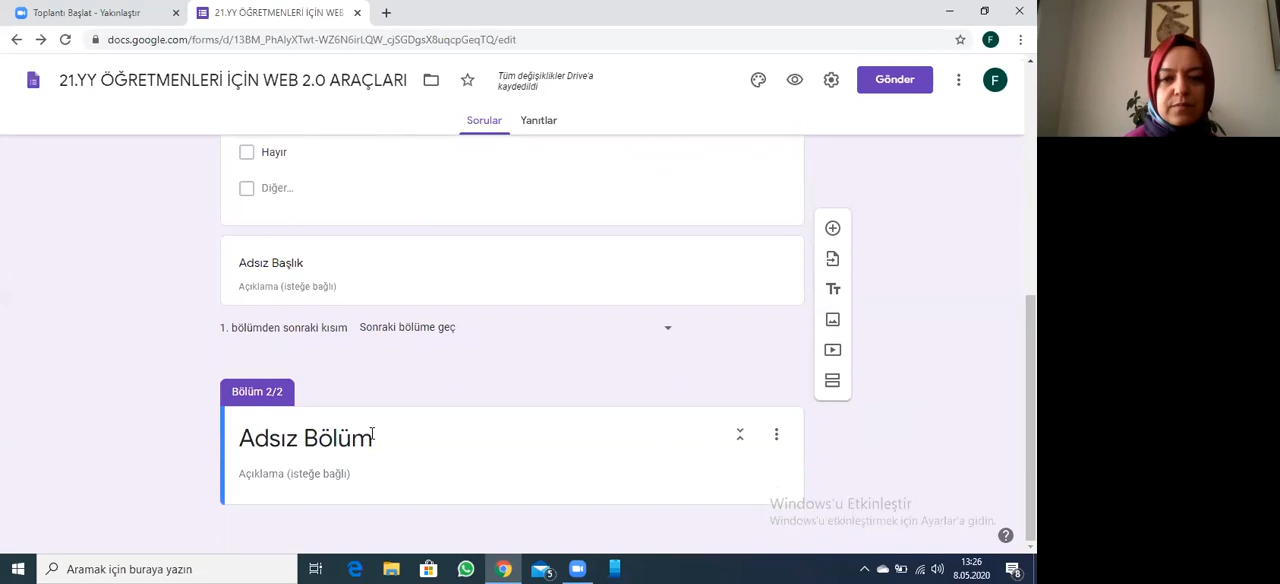 Toplantı Başlat - Yakınlaştır
21.YY ÖĞRETMENLERİ İÇİN WEB
docs.google.com/forms/d/13BM_PhAlyXTwt-WZ6N6irLQW_cjSGDgsX8uqcpGeqTQ/edit
F
21.YY ÖĞRETMENLERİ İÇİN WEB 2.0 ARAÇLARI
Tüm değişiklikler Drive'a
kaydedildi
Gönder
F
Sorular
Yanıtlar
Hayır
Diğer...
Adsız Başlık
Açıklama (isteğe bağlı)
1. bölümden sonraki kısım Sonraki bölüme geç
Bölüm 2/2
Adsız Bölüm
Açıklama (isteğe bağlı)
Windows'u Etkinleştir
Windows'u etkinleştirmek için Ayarlar'a gidin.
Aramak için buraya yazın
5
13:26
8.05.2020
8